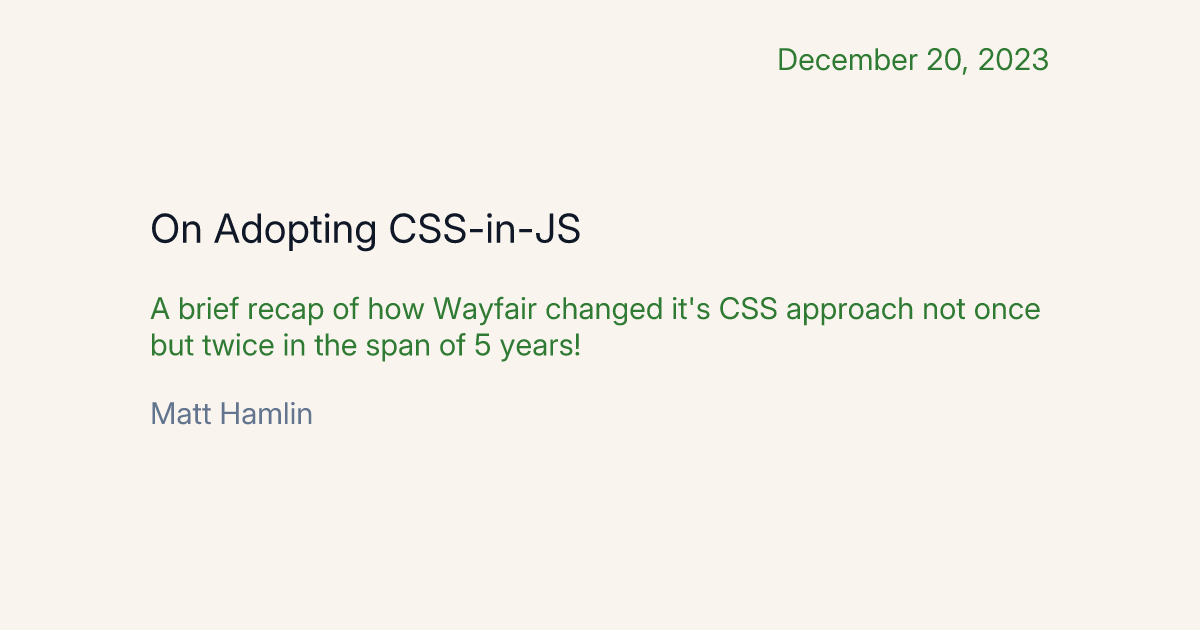 December 20, 2023
On Adopting CSS-in-JS
A brief recap of how Wayfair changed it's CSS approach not once
but twice in the span of 5 years!
Matt Hamlin